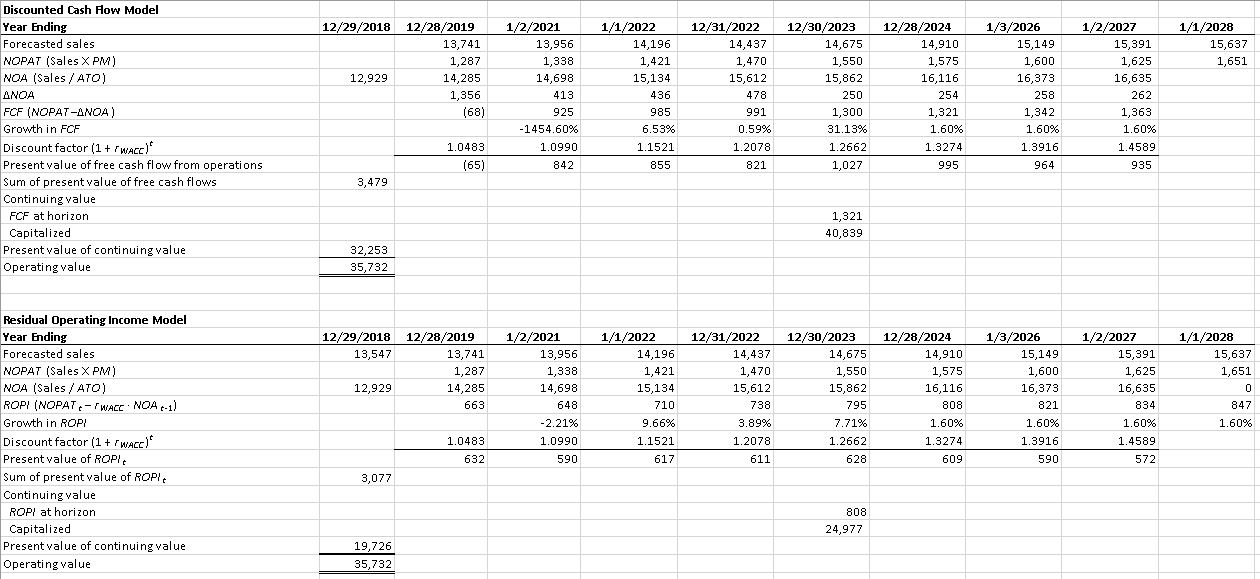 Discounted Cash Flow Model
Year Ending 12/29/2018 12/28/2019 1/2/2021 1/1/2022 12/31/2022 12/30/2023 12/28/2024 1/3/2026 1/2/2027 1/1/2028
Forecasted sales 13,741 13,956 14,196 14,437 14,675 14,910 15,149 15,391 15,637
NOPAT (Sales X PM) 1,287 1,338 1,421 1,470 1,550 1,575 1,600 1,625 1,651
NOA (Sales / ATO) 12,929 14,285 14,698 15,134 15,612 15,862 16,116 16,373 16,635
ΔNOA 1,356 413 436 478 250 254 258 262
FCF (NOPAT–ΔNOA) (68) 925 985 991 1,300 1,321 1,342 1,363
Growth in FCF -1454.60% 6.53% 0.59% 31.13% 1.60% 1.60% 1.60%
Discount factor (1 + rWACC)t 1.0483 1.0990 1.1521 1.2078 1.2662 1.3274 1.3916 1.4589
Present value of free cash flow from operations (65) 842 855 821 1,027 995 964 935
Sum of present value of free cash flows 3,479
Continuing value
FCF at horizon 1,321
Capitalized 40,839
Present value of continuing value 32,253
Operating value 35,732
Residual Operating Income Model
Year Ending 12/29/2018 12/28/2019 1/2/2021 1/1/2022 12/31/2022 12/30/2023 12/28/2024 1/3/2026 1/2/2027 1/1/2028
Forecasted sales 13,547 13,741 13,956 14,196 14,437 14,675 14,910 15,149 15,391 15,637
NOPAT (Sales X PM) 1,287 1,338 1,421 1,470 1,550 1,575 1,600 1,625 1,651
NOA (Sales / ATO) 12,929 14,285 14,698 15,134 15,612 15,862 16,116 16,373 16,635 0
ROPI (NOPAT t – rWACC · NOA t-1) 663 648 710 738 795 808 821 834 847
Growth in ROPI -2.21% 9.66% 3.89% 7.71% 1.60% 1.60% 1.60% 1.60%
Discount factor (1 + rWACC)t 1.0483 1.0990 1.1521 1.2078 1.2662 1.3274 1.3916 1.4589
Present value of ROPI t 632 590 617 611 628 609 590 572
Sum of present value of ROPI t 3,077
Continuing value
ROPI at horizon 808
Capitalized 24,977
Present value of continuing value 19,726
Operating value 35,732